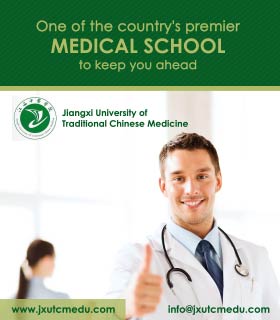 One of the country's premier
MEDICAL SCHOOL
to keep you ahead
Jiangxi University of
Traditional Chinese Medicine
www.jxutcmedu.com
info@jxutcmedu.com